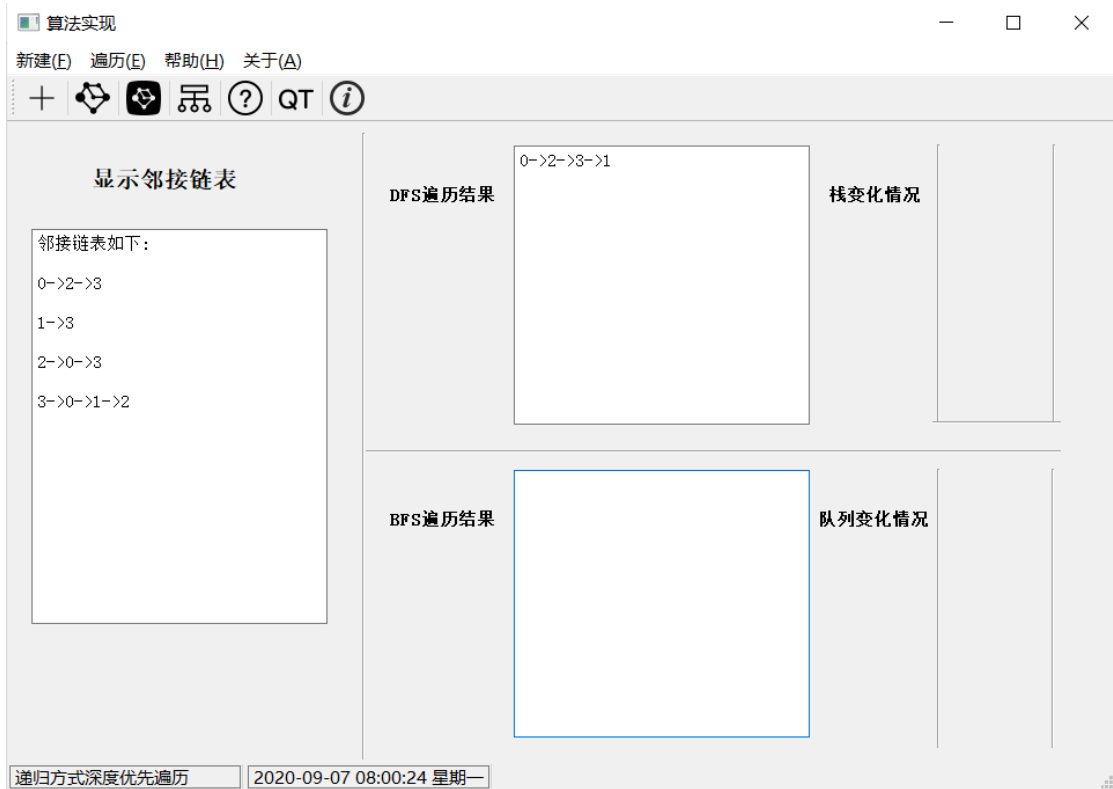 算法实现
新建(F) 遍历(E) 帮助(H) 关于(A)
QT
显示邻接链表
邻接链表如下:
0->2->3
1->3
2->0->3
3->0->1->2
DFS遍历结果
0->2->3->1
栈变化情况
BFS遍历结果
队列变化情况
递归方式深度优先遍历
2020-09-07 08:00:24 星期一